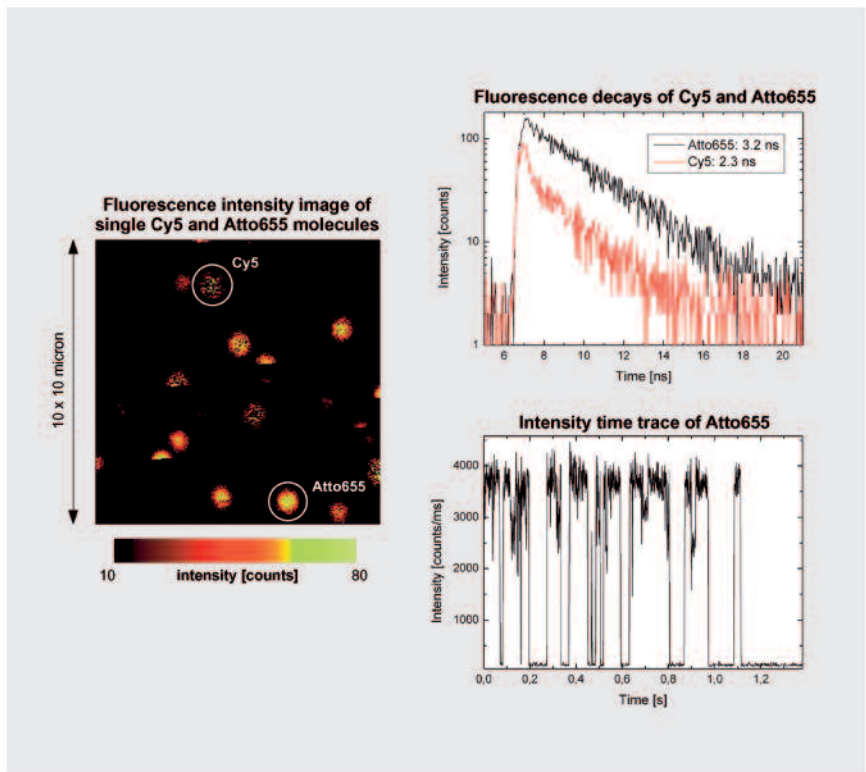 Fluorescence intensity image of
single Cy5 and Atto655 molecules
10 x 10 micron
Cy5
Atto655
10
intensity [counts]
80
Fluorescence decays of Cy5 and Atto655
Intensity [counts]
100
10
1
Atto655: 3.2 ns
Cy5: 2.3 ns
6 8 10 12 14 16 18 20
Time [ns]
Intensity time trace of Atto655
Intensity [counts/ms]
4000
3000
2000
1000
0,0 0,2 0,4 0,6 0,8 1,0 1,2
Time [s]